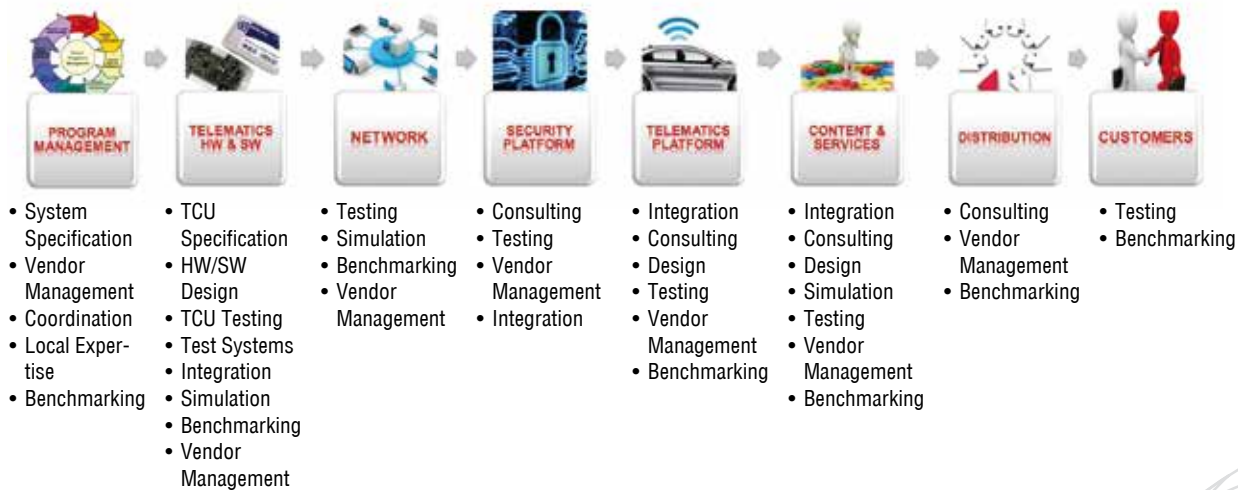 PROGRAM
MANAGEMENT
• System
Specification
• Vendor
Management
• Coordination
• Local Exper-
tise
• Benchmarking
TELEMATICS
HW & SW
• TCU
Specification
• HW/SW
Design
• TCU Testing
• Test Systems
• Integration
• Simulation
• Benchmarking
• Vendor
Management
NETWORK
• Testing
• Simulation
• Benchmarking
• Vendor
Management
SECURITY
PLATFORM
• Consulting
• Testing
• Vendor
Management
• Integration
TELEMATICS
PLATFORM
• Integration
• Consulting
• Design
• Testing
• Vendor
Management
• Benchmarking
CONTENT &
SERVICES
• Integration
• Consulting
• Design
• Simulation
• Testing
• Vendor
Management
• Benchmarking
DISTRIBUTION
• Consulting
• Vendor
Management
• Benchmarking
CUSTOMERS
• Testing
• Benchmarking